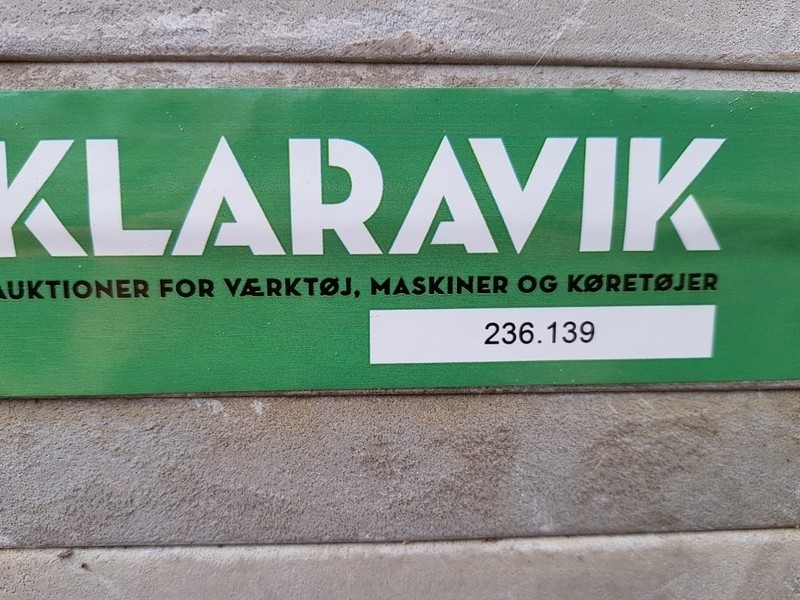 KLARAVIK
AUKTIONER FOR VÆRKTØJ, MASKINER OG KØRETØJER
236.139